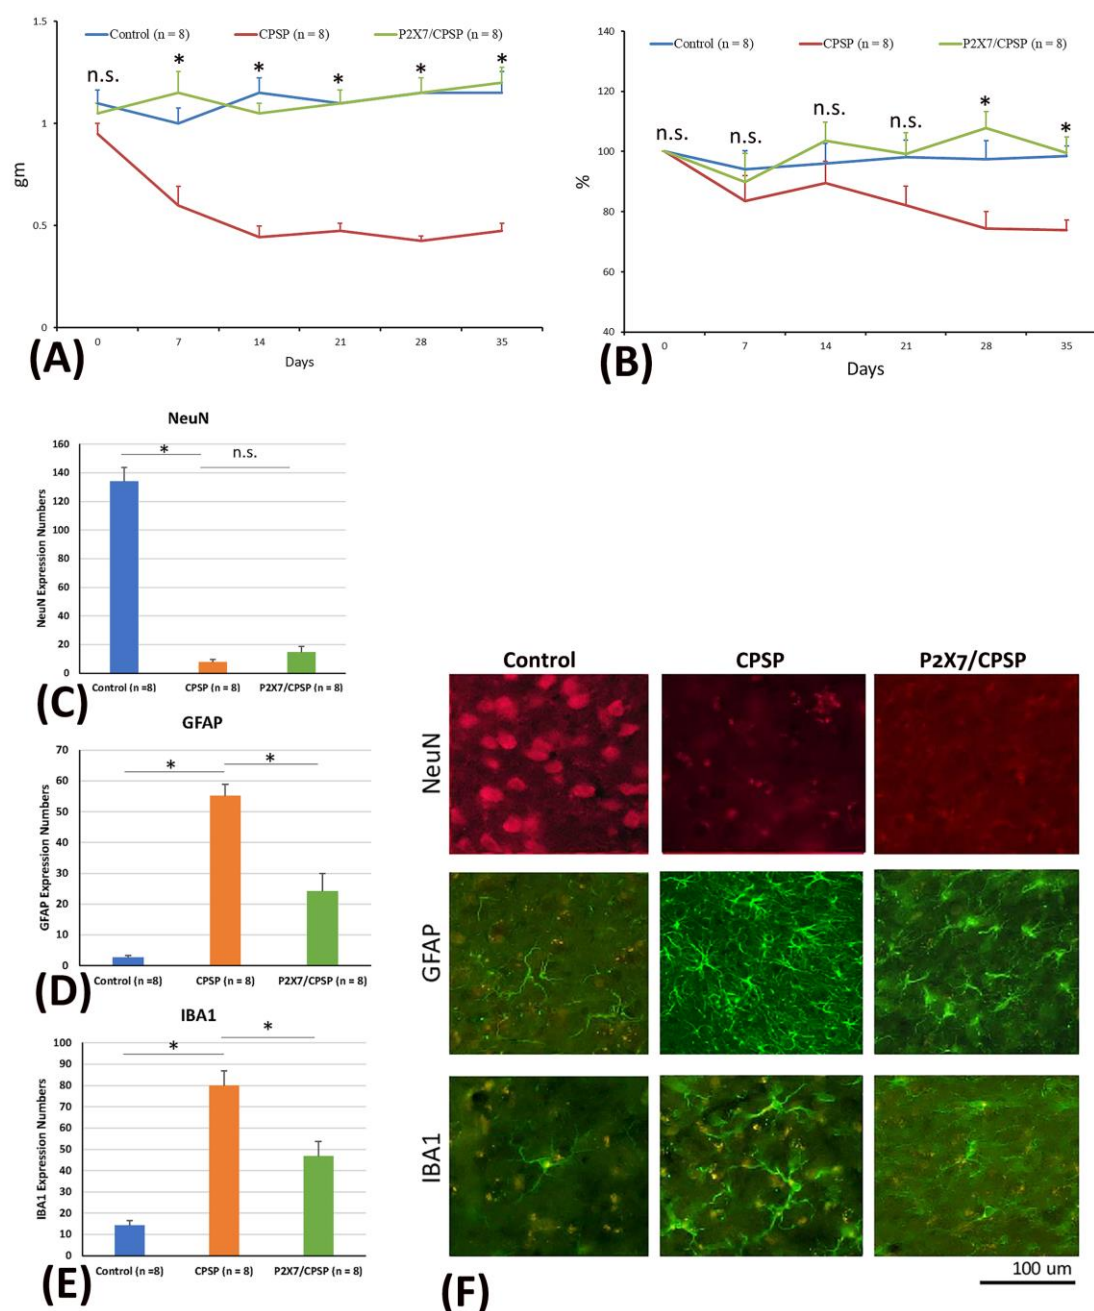 1.5
Control (n = 8) CPSP (n = 8) P2X7/CPSP (n = 8)
n.s. * * * * *
1
gm
0.5
0
0 7 14 21 28 35
Days
(A)
140
Control (n = 8) CPSP (n = 8) P2X7/CPSP (n = 8)
120
n.s. n.s. n.s. n.s. * *
100
%
80
60
40
0 7 14 21 28 35
Days
(B)
NeuN
160
140
120
100
80
60
40
20
0
* n.s.
NeuN Expression Numbers
Control (n =8) CPSP (n = 8) P2X7/CPSP (n = 8)
(C)
GFAP
70
60
50
40
30
20
10
0
* *
GFAP Expression Numbers
Control (n =8) CPSP (n = 8) P2X7/CPSP (n = 8)
(D)
IBA1
100
90
80
70
60
50
40
30
20
10
0
* *
IBA1 Expression Numbers
Control (n =8) CPSP (n = 8) P2X7/CPSP (n = 8)
(E)
Control CPSP P2X7/CPSP
NeuN
GFAP
IBA1
100 um
(F)